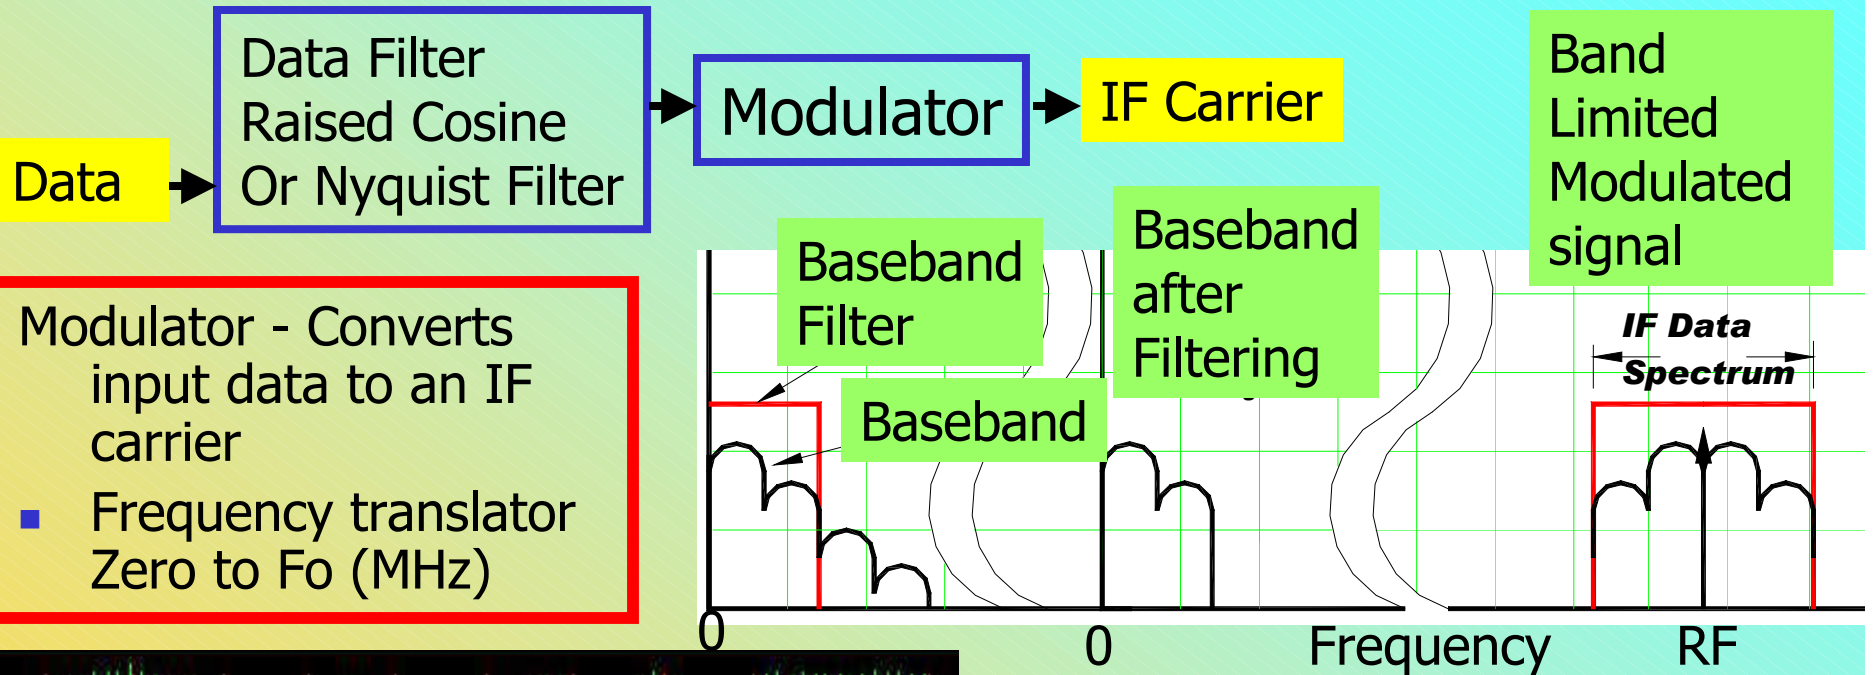 Data
Data Filter
Raised Cosine
Or Nyquist Filter
Modulator
IF Carrier
Band
Limited
Modulated
signal
Modulator - Converts
input data to an IF
carrier
▪ Frequency translator
Zero to Fo (MHz)
Baseband
Filter
Baseband
Baseband
after
Filtering
IF Data
Spectrum
0
0
Frequency
RF